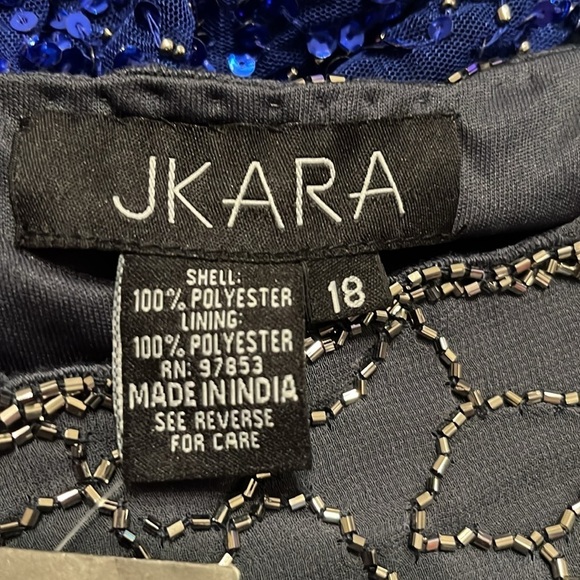 JKARA
18
SHELL:
100% POLYESTER
LINING:
100% POLYESTER
RN: 97853
MADE IN INDIA
SEE REVERSE
FOR CARE